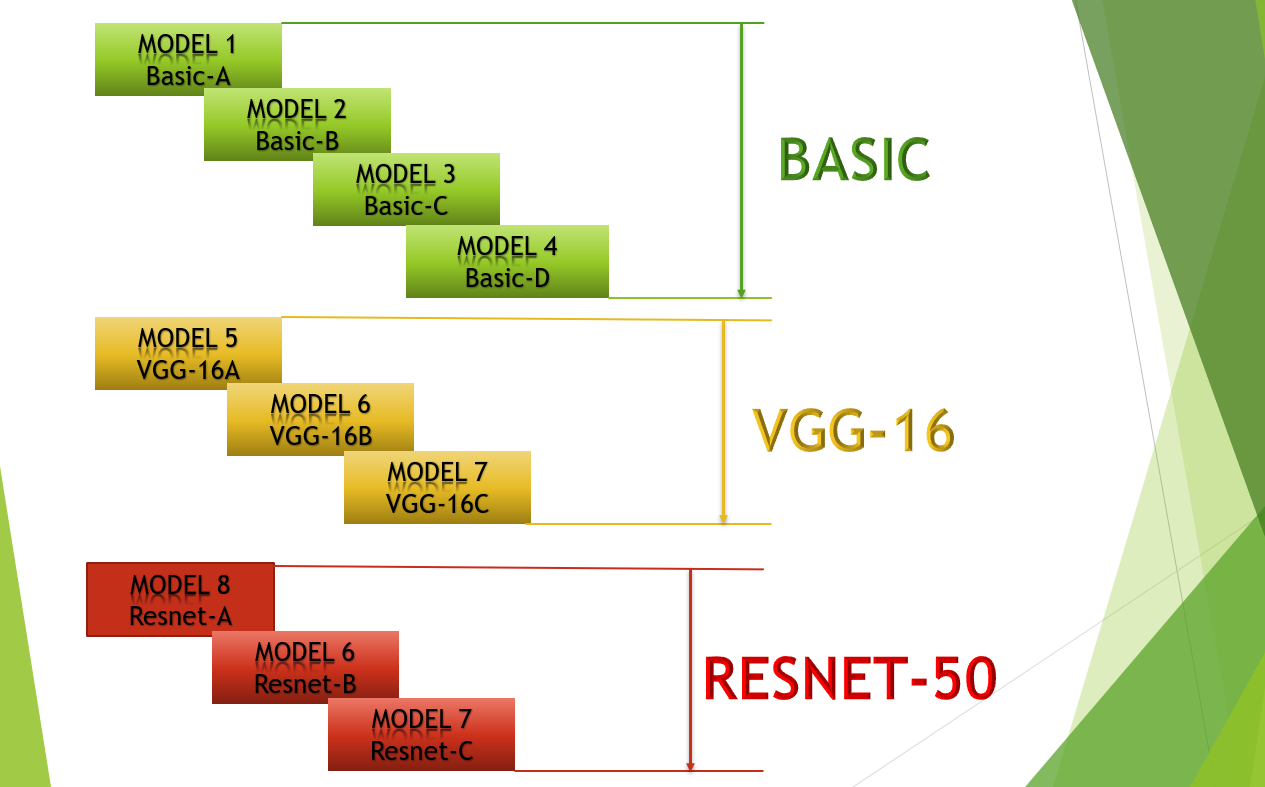 MODEL 1
Basic-A
MODEL 2
Basic-B
MODEL 3
Basic-C
MODEL 4
Basic-D
BASIC
MODEL 5
VGG-16A
MODEL 6
VGG-16B
MODEL 7
VGG-16C
VGG-16
MODEL 8
Resnet-A
MODEL 6
Resnet-B
MODEL 7
Resnet-C
RESNET-50